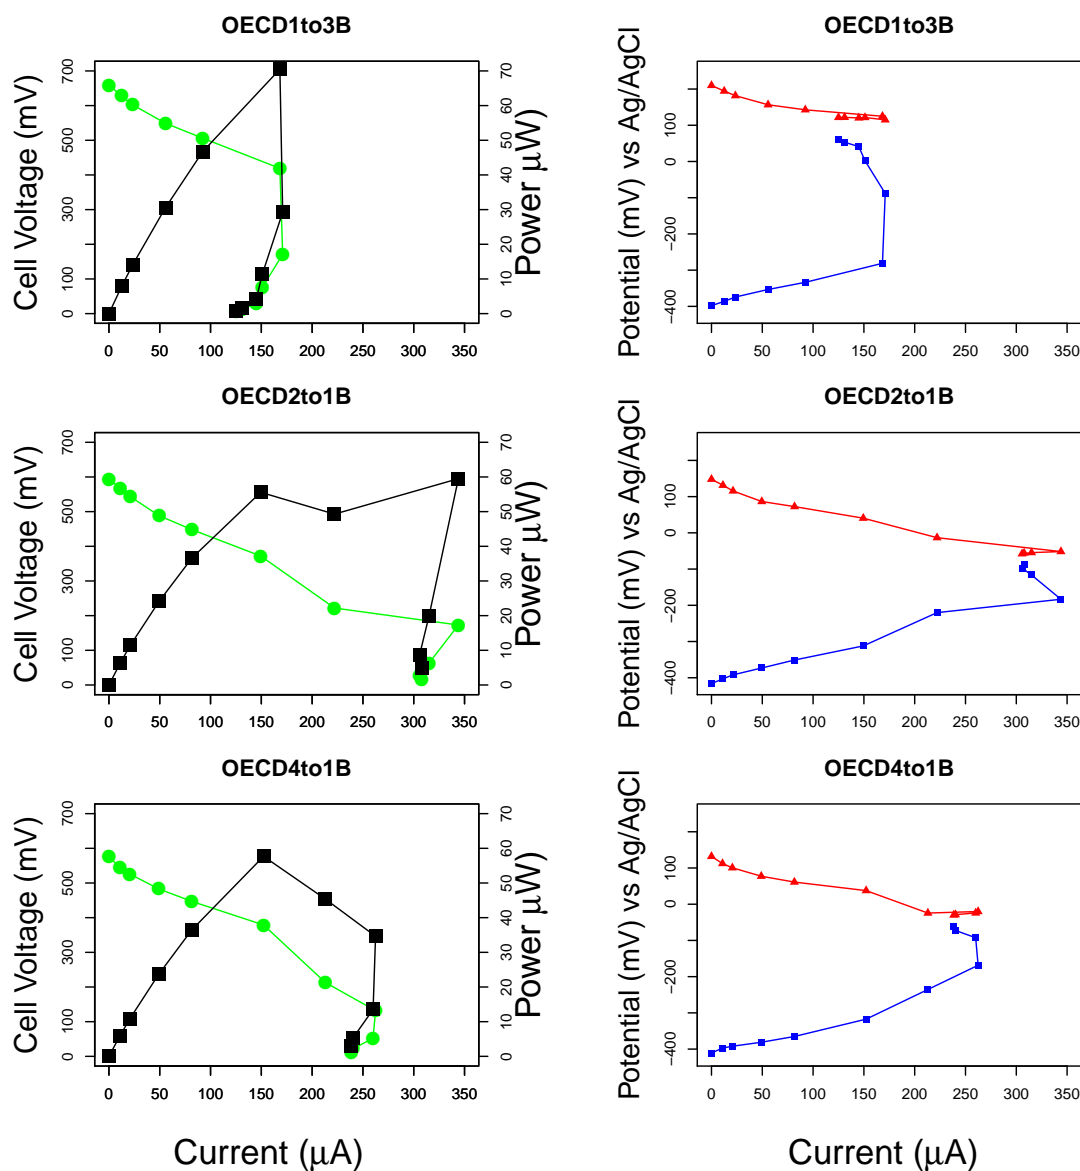 OECD1to3B
Cell Voltage (mV)
0 100 300 500 700
Power μW)
0 10 20 30 40 50 60 70
0 50 100 150 200 250 300 350
OECD1to3B
Potential (mV) vs Ag/AgCl
−400 −200 0 100
0 50 100 150 200 250 300 350
OECD2to1B
Cell Voltage (mV)
0 100 300 500 700
Power μW)
0 10 20 30 40 50 60 70
0 50 100 150 200 250 300 350
OECD2to1B
Potential (mV) vs Ag/AgCl
−400 −200 0 100
0 50 100 150 200 250 300 350
OECD4to1B
Cell Voltage (mV)
0 100 300 500 700
Power μW)
0 10 20 30 40 50 60 70
0 50 100 150 200 250 300 350
OECD4to1B
Potential (mV) vs Ag/AgCl
−400 −200 0 100
0 50 100 150 200 250 300 350
Current (μA)
Current (μA)